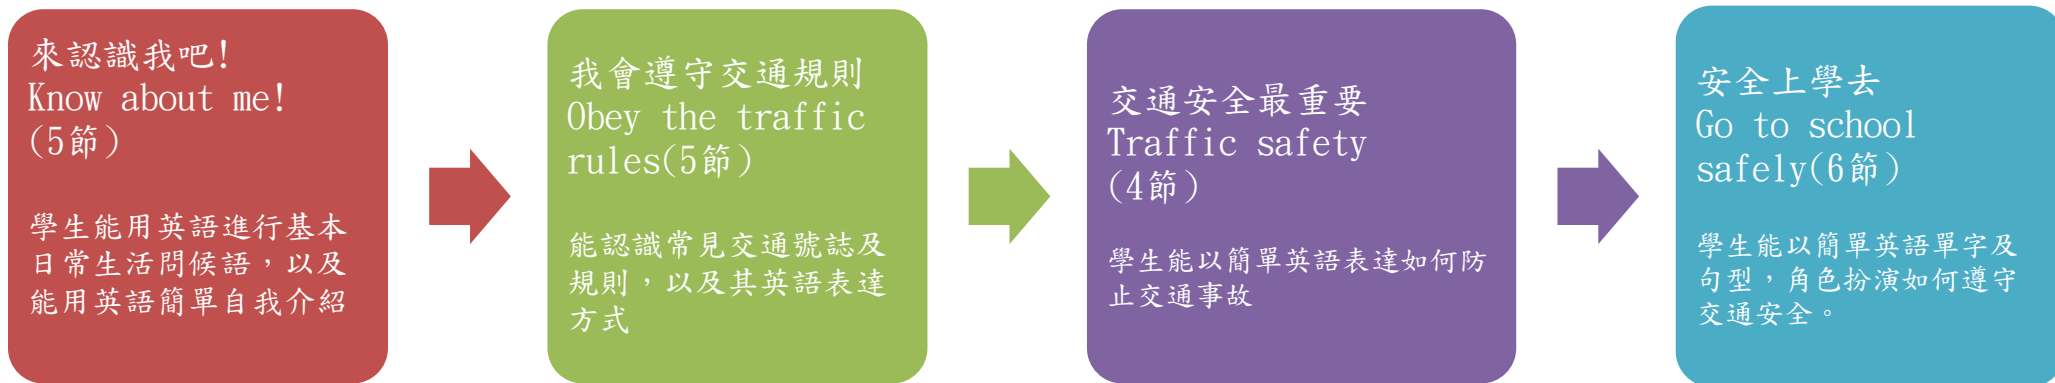 來認識我吧!
Know about me!
(5節)
學生能用英語進行基本
日常生活問候語，以及
能用英語簡單自我介紹
我會遵守交通規則
Obey the traffic
rules(5節)
能認識常見交通號誌及
規則，以及其英語表達
方式
交通安全最重要
Traffic safety
(4節)
學生能以簡單英語表達如何防
止交通事故
安全上學去
Go to school
safely(6節)
學生能以簡單英語單字及
句型，角色扮演如何遵守
交通安全。